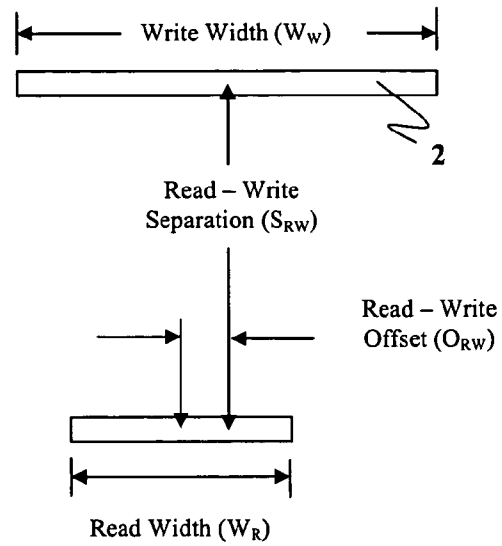 Write Width (W_W)
2
Read – Write
Separation (S_RW)
Read – Write
Offset (O_RW)
Read Width (W_R)